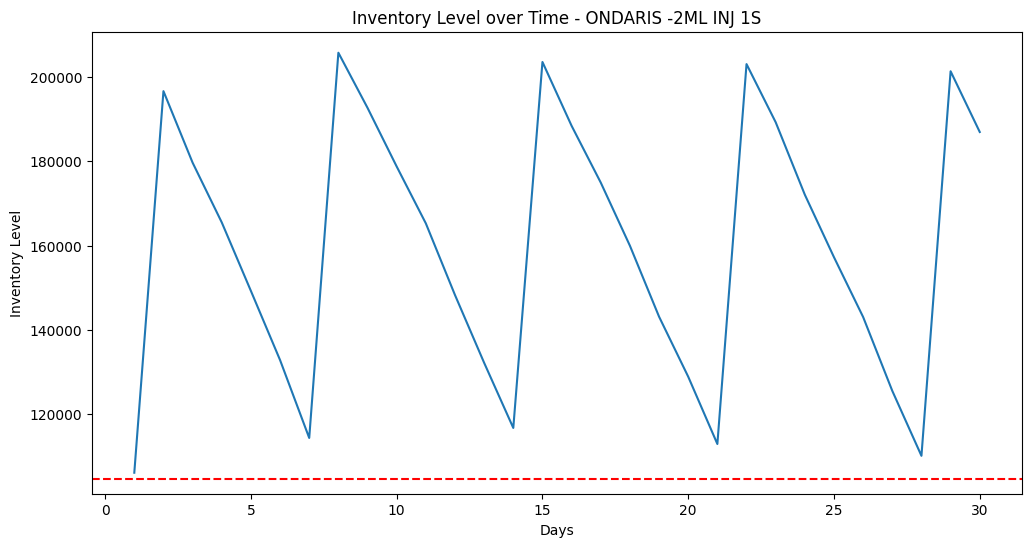 Inventory Level over Time - ONDARIS -2ML INJ 1S
200000
180000
160000
140000
120000
Inventory Level
0 5 10 15 20 25 30
Days